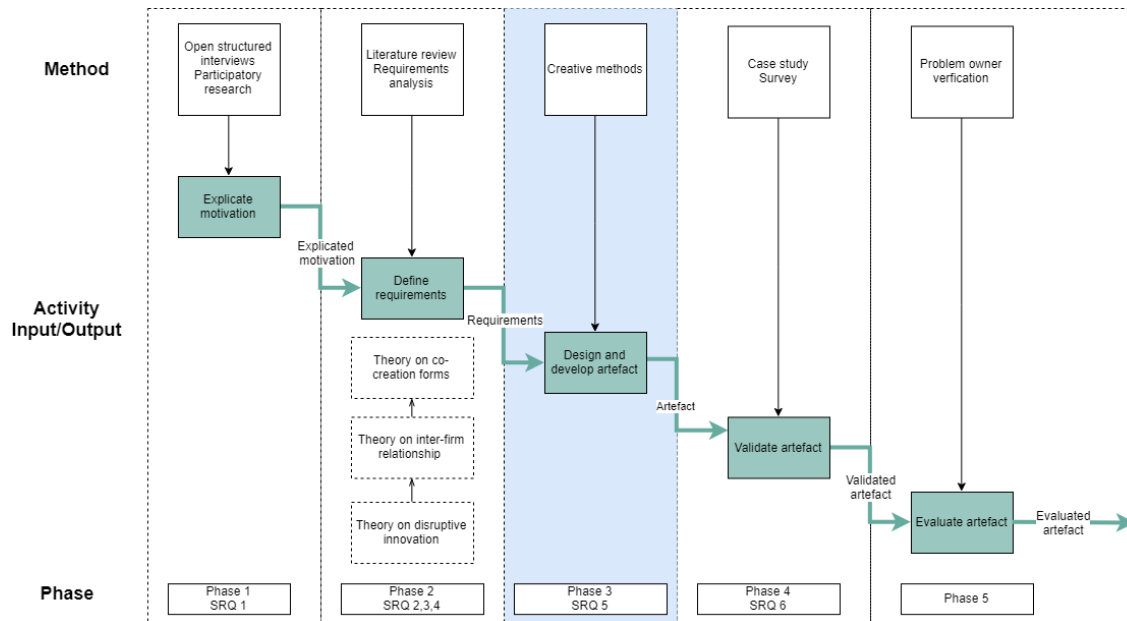 Method
Open structured
interviews
Participatory
research
Literature review
Requirements
analysis
Creative methods
Case study
Survey
Problem owner
verfication
Activity
Input/Output
Explicate
motivation
Explicated
motivation
Define
requirements
Requirements
Design and
develop artefact
Artefact
Validate artefact
Validated
artefact
Evaluate artefact
Evaluated
artefact
Theory on co-
creation forms
Theory on inter-firm
relationship
Theory on disruptive
innovation
Phase
Phase 1
SRQ 1
Phase 2
SRQ 2,3,4
Phase 3
SRQ 5
Phase 4
SRQ 6
Phase 5